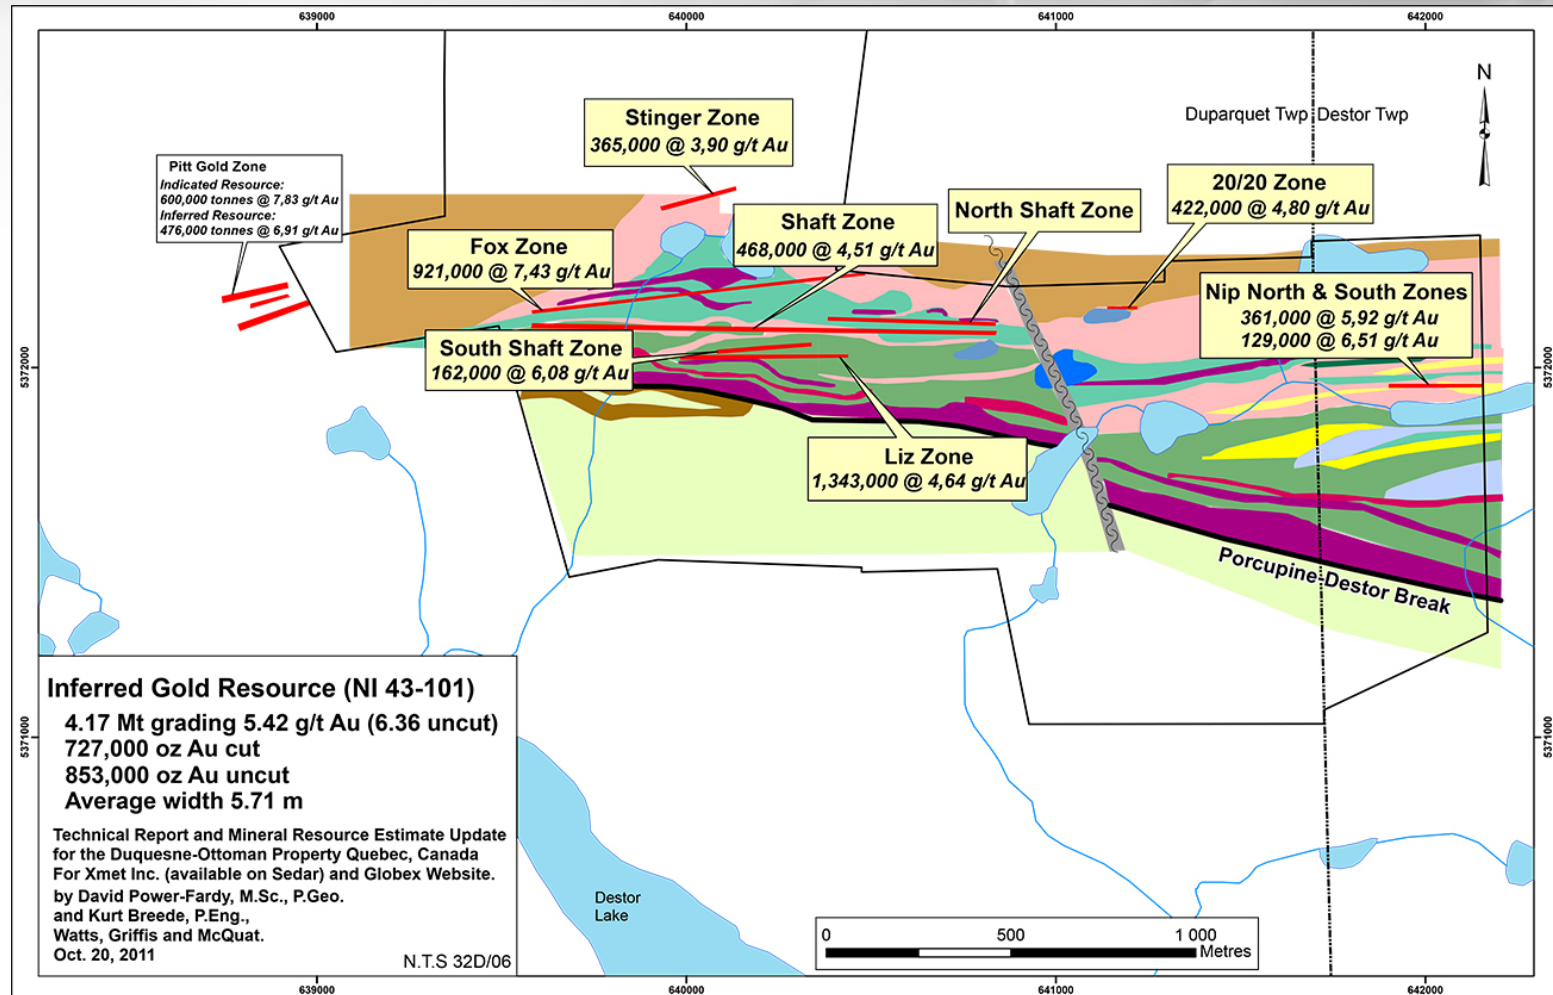 639000
640000
641000
642000
N
Duparquet Twp
Destor Twp
Stinger Zone
365,000 @ 3,90 g/t Au
Pitt Gold Zone
Indicated Resource:
600,000 tonnes @ 7,83 g/t Au
Inferred Resource:
476,000 tonnes @ 6,91 g/t Au
20/20 Zone
422,000 @ 4,80 g/t Au
North Shaft Zone
Shaft Zone
468,000 @ 4,51 g/t Au
Fox Zone
921,000 @ 7,43 g/t Au
Nip North & South Zones
361,000 @ 5,92 g/t Au
129,000 @ 6,51 g/t Au
South Shaft Zone
162,000 @ 6,08 g/t Au
5372000
5372000
Liz Zone
1,343,000 @ 4,64 g/t Au
Porcupine-Destor Break
Inferred Gold Resource (NI 43-101)
4.17 Mt grading 5.42 g/t Au (6.36 uncut)
727,000 oz Au cut
853,000 oz Au uncut
Average width 5.71 m
5371000
5371000
Technical Report and Mineral Resource Estimate Update
for the Duquesne-Ottoman Property Quebec, Canada
For Xmet Inc. (available on Sedar) and Globex Website.
by David Power-Fardy, M.Sc., P.Geo.
and Kurt Breede, P.Eng.,
Watts, Griffis and McQuat.
Oct. 20, 2011
N.T.S 32D/06
Destor
Lake
0
500
1 000
Metres
639000
640000
641000
642000